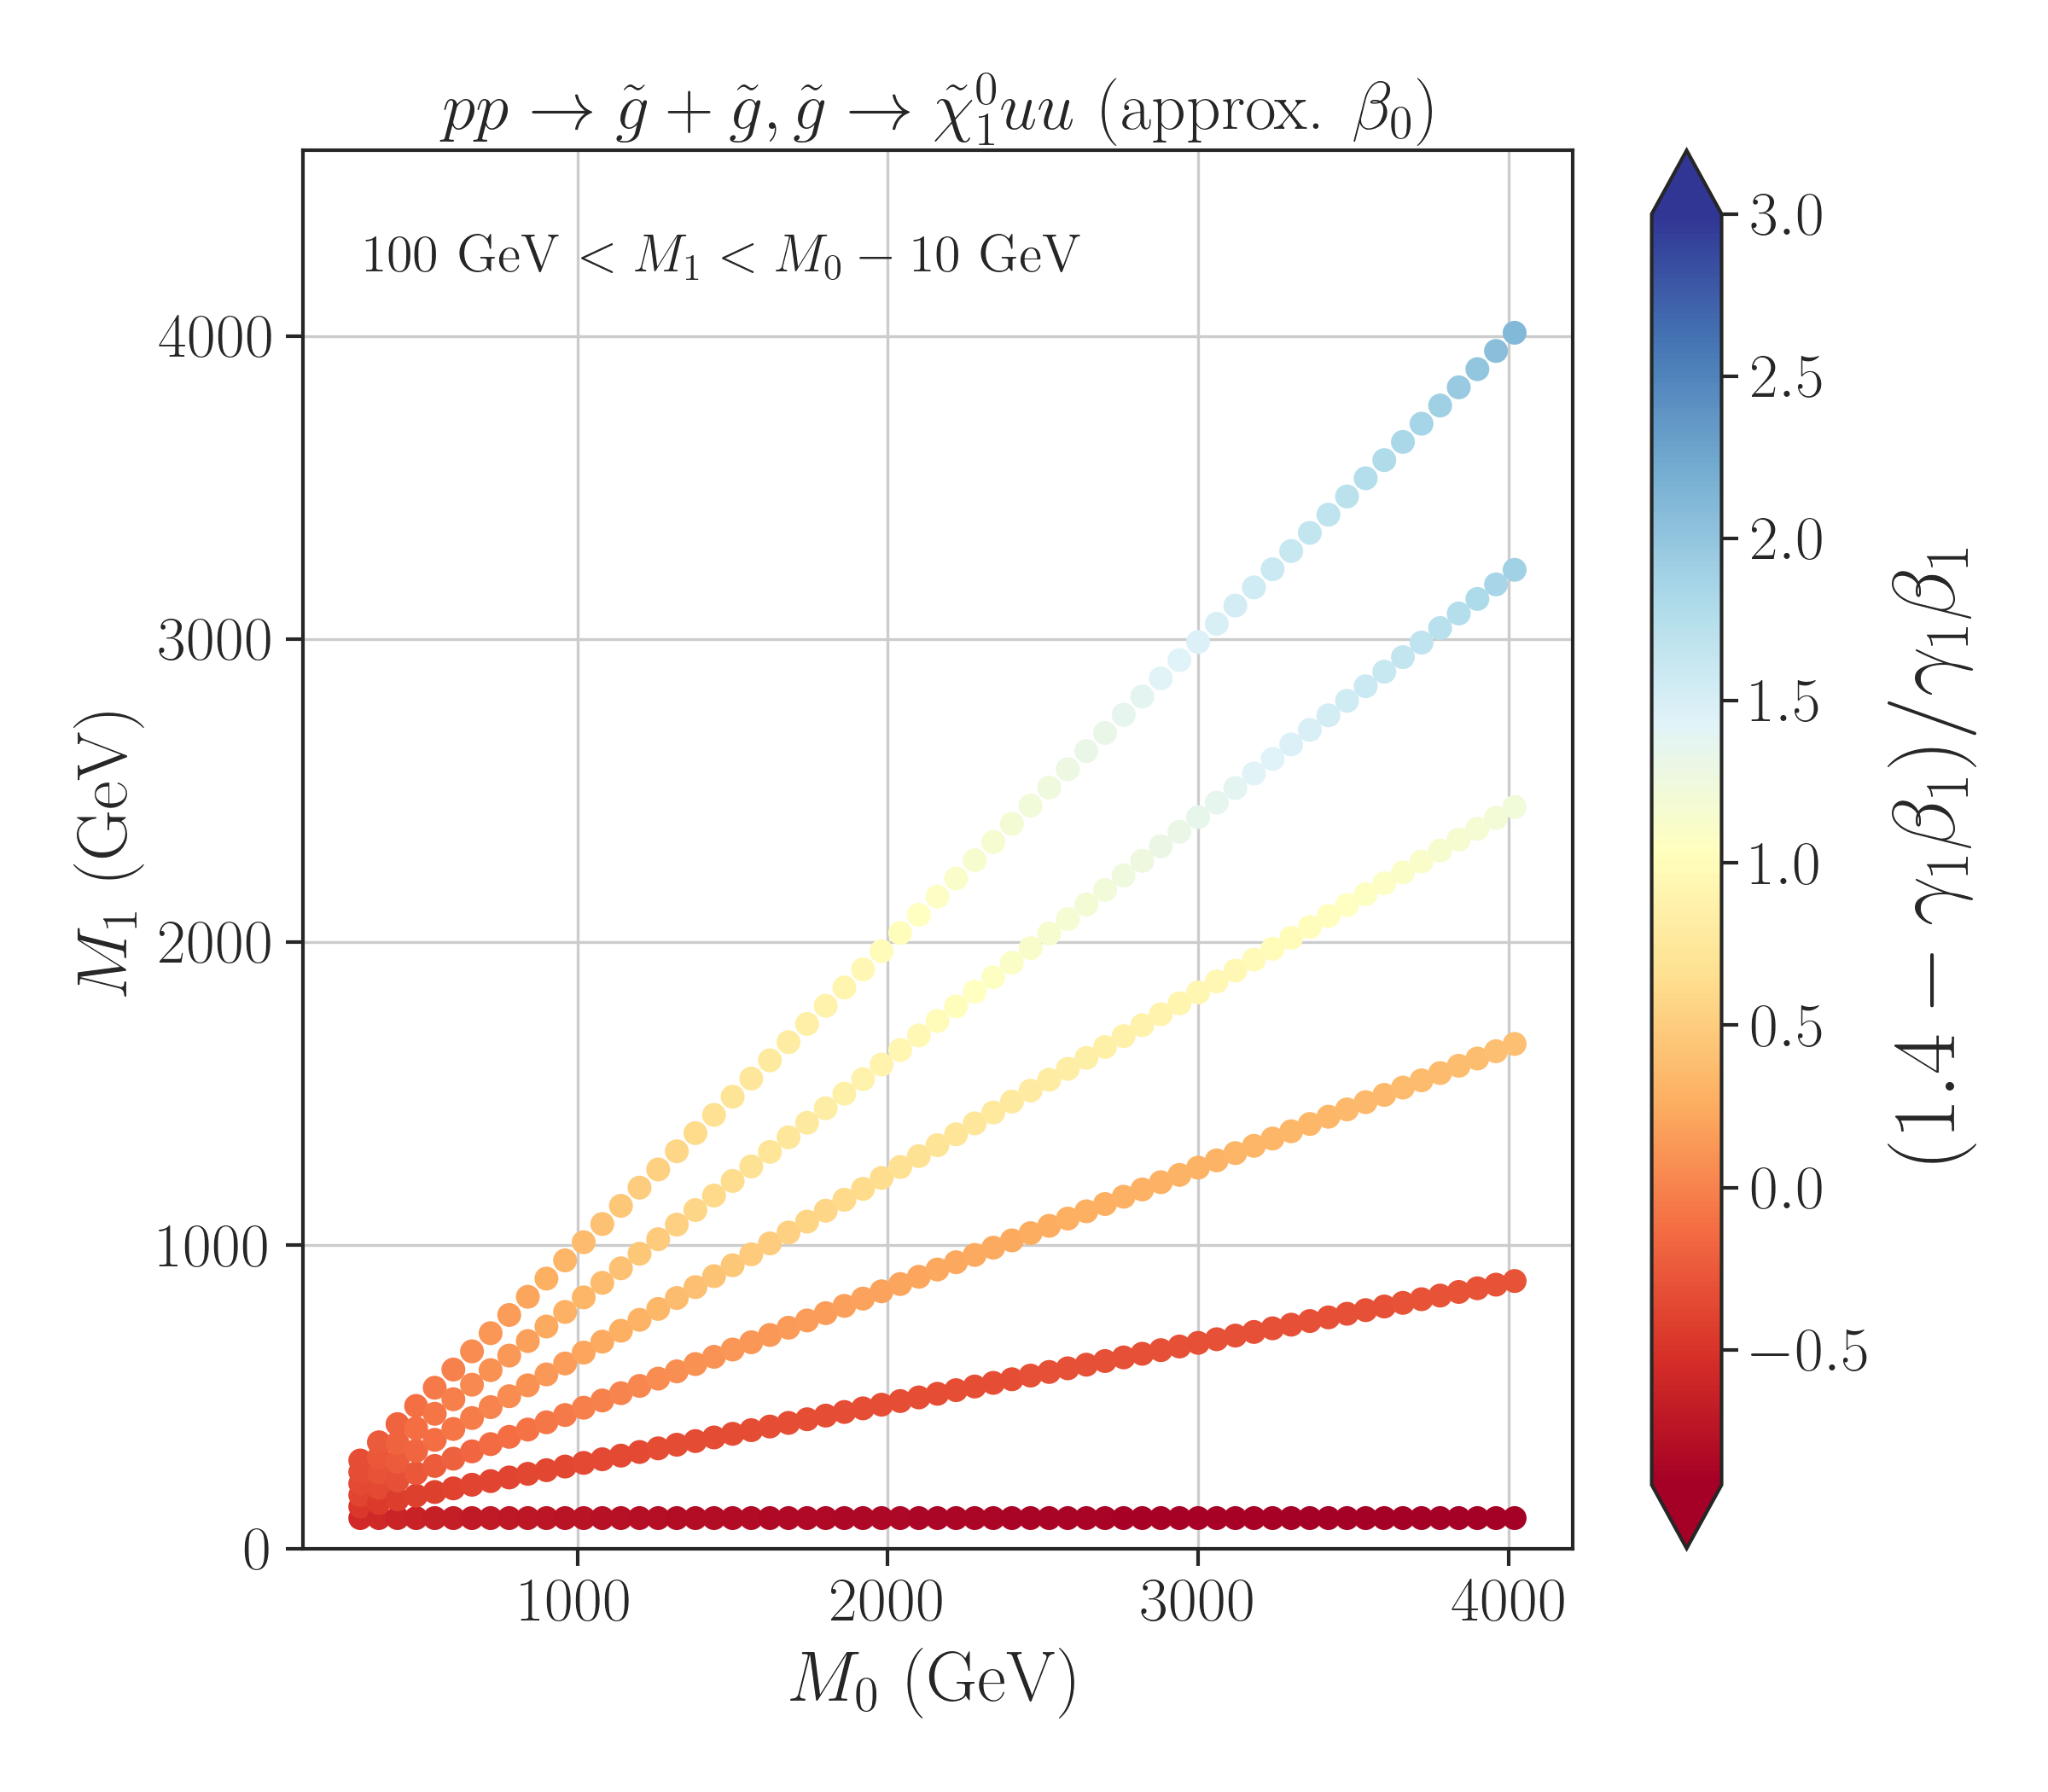 pp → g̃ + g̃, g̃ → χ̃₁⁰uu (approx. β₀)
100 GeV < M₁ < M₀ − 10 GeV
M₁ (GeV)
4000
3000
2000
1000
0
1000 2000 3000 4000
M₀ (GeV)
3.0
2.5
2.0
1.5
1.0
0.5
0.0
−0.5
(1.4 − γ₁β₁)/γ₁β₁